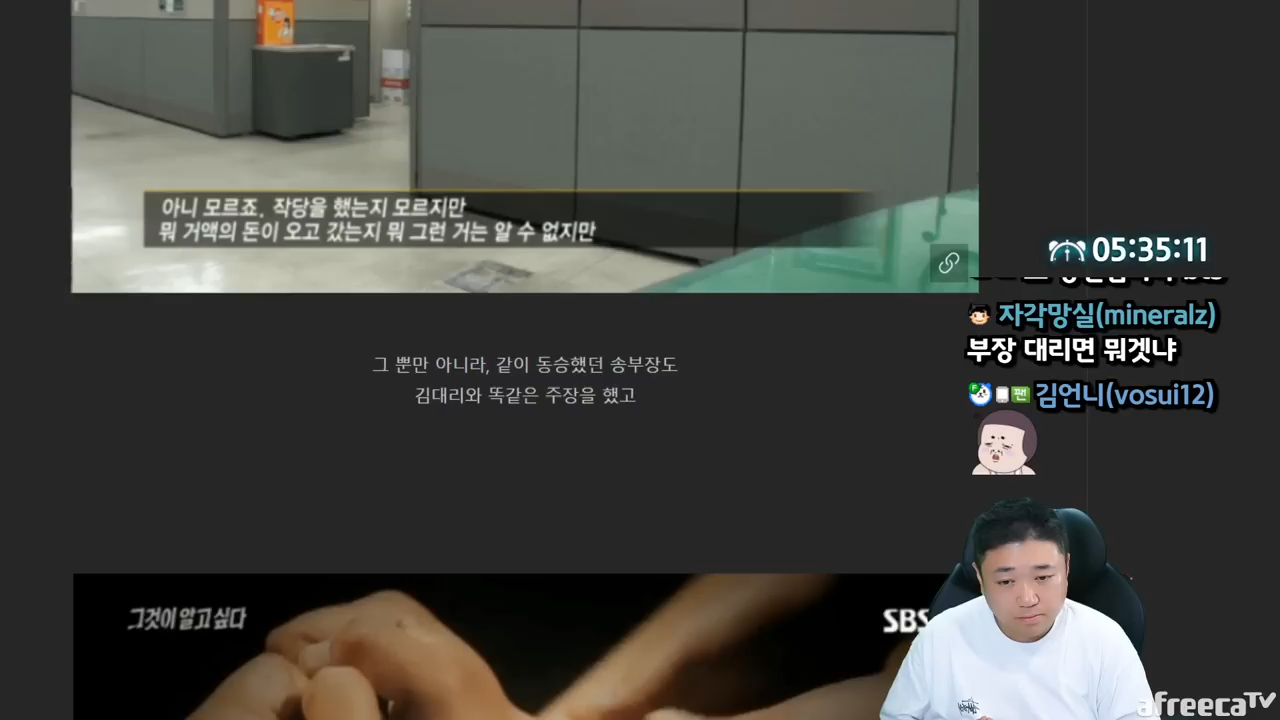 아니 모르죠. 작당을 했는지 모르지만
뭐 거액의 돈이 오고 갔는지 뭐 그런 거는 알 수 없지만
05:35:11
자각망실(mineralz)
부장 대리면 뭐겟냐
팬 김언니(vosui12)
그 뿐만 아니라, 같이 동승했던 송부장도
김대리와 똑같은 주장을 했고
그것이 알고싶다
SBS
afreecaTV